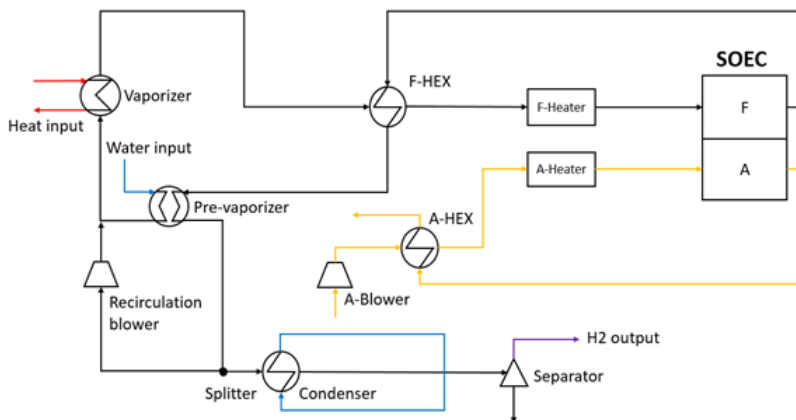 SOEC
F-HEX
Vaporizer
F-Heater
F
Heat input
Water input
A-Heater
A
Pre-vaporizer
A-HEX
Recirculation
blower
A-Blower
H2 output
Splitter
Condenser
Separator